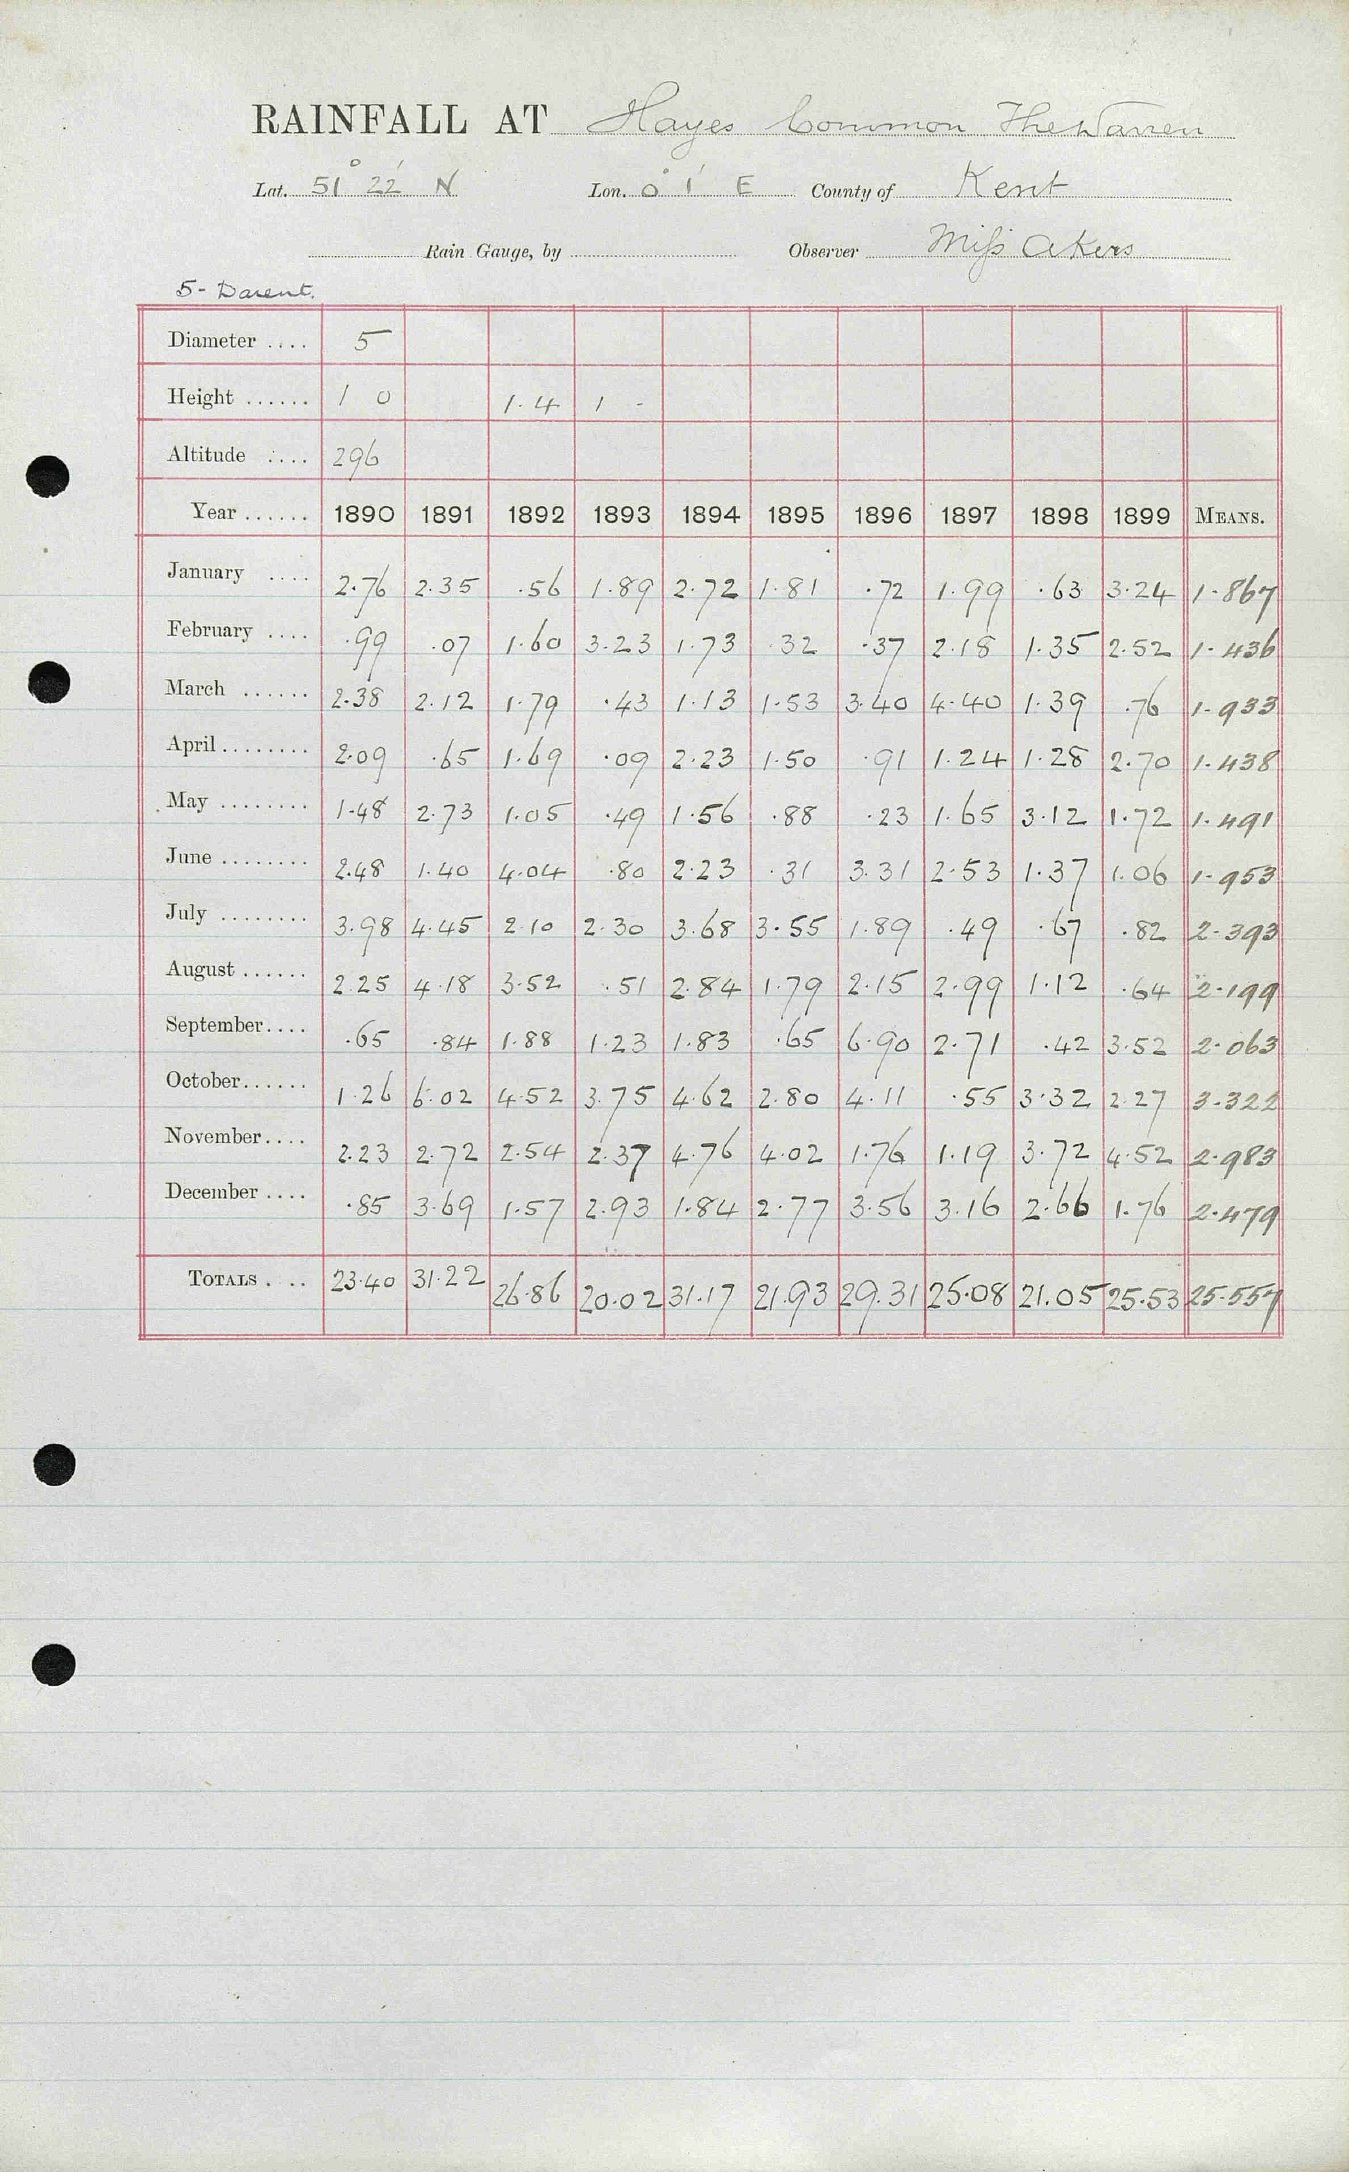 RAINFALL AT Hayes Common The Warren
Lat. 51° 22' N Lon. 0° 1' E County of Kent
Rain Gauge, by Observer Miss Akers
5 - Darent.
Diameter .... 5
Height ...... 1 0 1.4 1 -
Altitude .... 296
Year ...... 1890 1891 1892 1893 1894 1895 1896 1897 1898 1899 MEANS.
January .... 2.76 2.35 .56 1.89 2.72 1.81 .72 1.99 .63 3.24 1.867
February .... .99 .07 1.60 3.23 1.73 .32 .37 2.18 1.35 2.52 1.436
March ...... 2.38 2.12 1.79 .43 1.13 1.53 3.40 4.40 1.39 .76 1.933
April ........ 2.09 .65 1.69 .09 2.23 1.50 .91 1.24 1.28 2.70 1.438
May ........ 1.48 2.73 1.05 .49 1.56 .88 .23 1.65 3.12 1.72 1.491
June ........ 2.48 1.40 4.04 .80 2.23 .31 3.31 2.53 1.37 1.06 1.953
July ........ 3.98 4.45 2.10 2.30 3.68 3.55 1.89 .49 .67 .82 2.393
August ...... 2.25 4.18 3.52 .51 2.84 1.79 2.15 2.99 1.12 .64 2.199
September.... .65 .84 1.88 1.23 1.83 .65 6.90 2.71 .42 3.52 2.063
October...... 1.26 6.02 4.52 3.75 4.62 2.80 4.11 .55 3.32 2.27 3.322
November.... 2.23 2.72 2.54 2.37 4.76 4.02 1.76 1.19 3.72 4.52 2.983
December .... .85 3.69 1.57 2.93 1.84 2.77 3.56 3.16 2.66 1.76 2.479
TOTALS .... 23.40 31.22 26.86 20.02 31.17 21.93 29.31 25.08 21.05 25.53 25.557